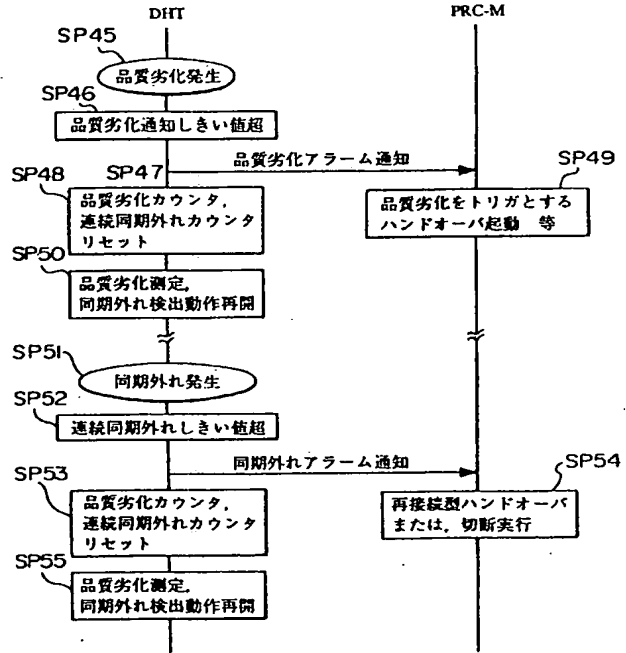 DHT
PRC-M
SP45
品質劣化発生
SP46
品質劣化通知しきい値超
SP47
品質劣化アラーム通知
SP48
品質劣化カウンタ,
連続同期外れカウンタ
リセット
SP49
品質劣化をトリガとする
ハンドオーバ起動 等
SP50
品質劣化測定,
同期外れ検出動作再開
SP51
同期外れ発生
SP52
連続同期外れしきい値超
同期外れアラーム通知
SP53
品質劣化カウンタ,
連続同期外れカウンタ
リセット
SP54
再接続型ハンドオーバ
または,切断実行
SP55
品質劣化測定,
同期外れ検出動作再開